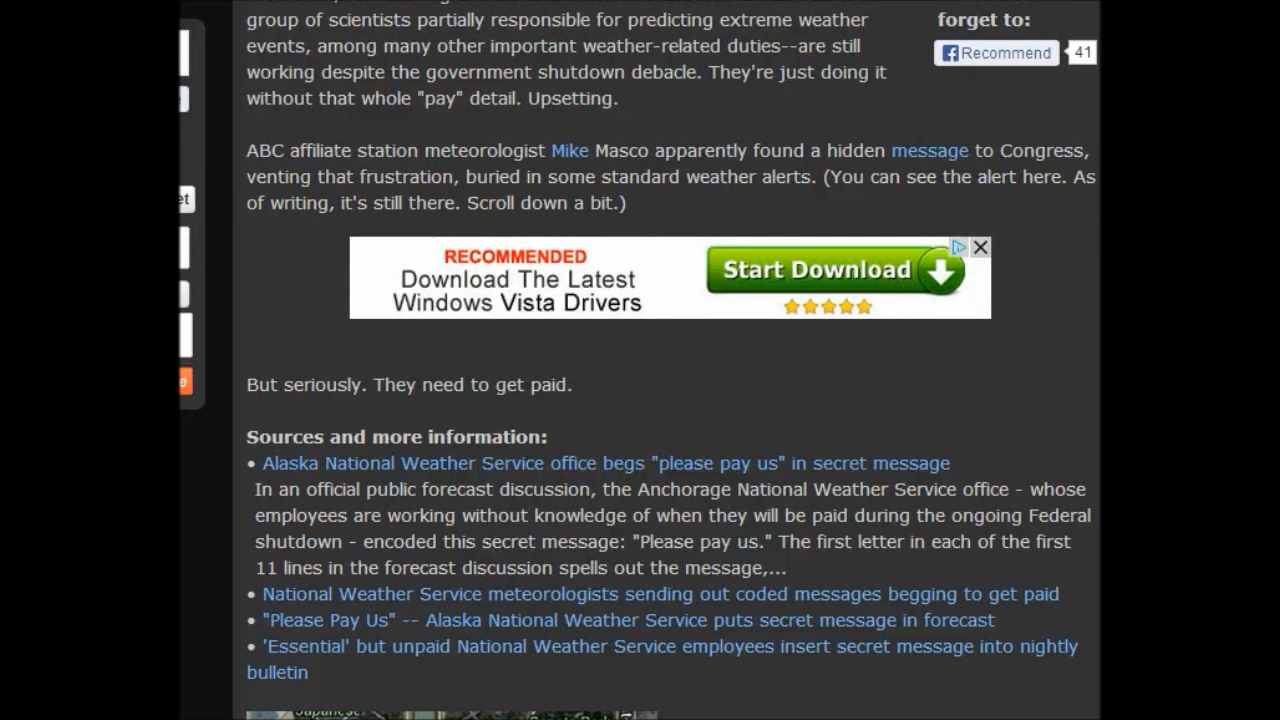 group of scientists partially responsible for predicting extreme weather
events, among many other important weather-related duties--are still
working despite the government shutdown debacle. They're just doing it
without that whole "pay" detail. Upsetting.
forget to:
Recommend 41
ABC affiliate station meteorologist Mike Masco apparently found a hidden message to Congress,
venting that frustration, buried in some standard weather alerts. (You can see the alert here. As
of writing, it's still there. Scroll down a bit.)
et
RECOMMENDED
Download The Latest
Windows Vista Drivers
Start Download
e
But seriously. They need to get paid.
Sources and more information:
• Alaska National Weather Service office begs "please pay us" in secret message
In an official public forecast discussion, the Anchorage National Weather Service office - whose
employees are working without knowledge of when they will be paid during the ongoing Federal
shutdown - encoded this secret message: "Please pay us." The first letter in each of the first
11 lines in the forecast discussion spells out the message,...
• National Weather Service meteorologists sending out coded messages begging to get paid
• "Please Pay Us" -- Alaska National Weather Service puts secret message in forecast
• 'Essential' but unpaid National Weather Service employees insert secret message into nightly
bulletin
Japanese